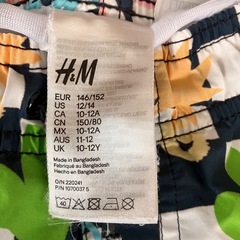 H&M
EUR 146/152
US 12/14
CA 10-12A
CN 150/80
MX 10-12A
AUS 11-12
UK 10-12Y
Made in Bangladesh
Fabriqué au Bangladesh
Hecho en Bangladesh
O/N 220241
P/N 1070037 5
40